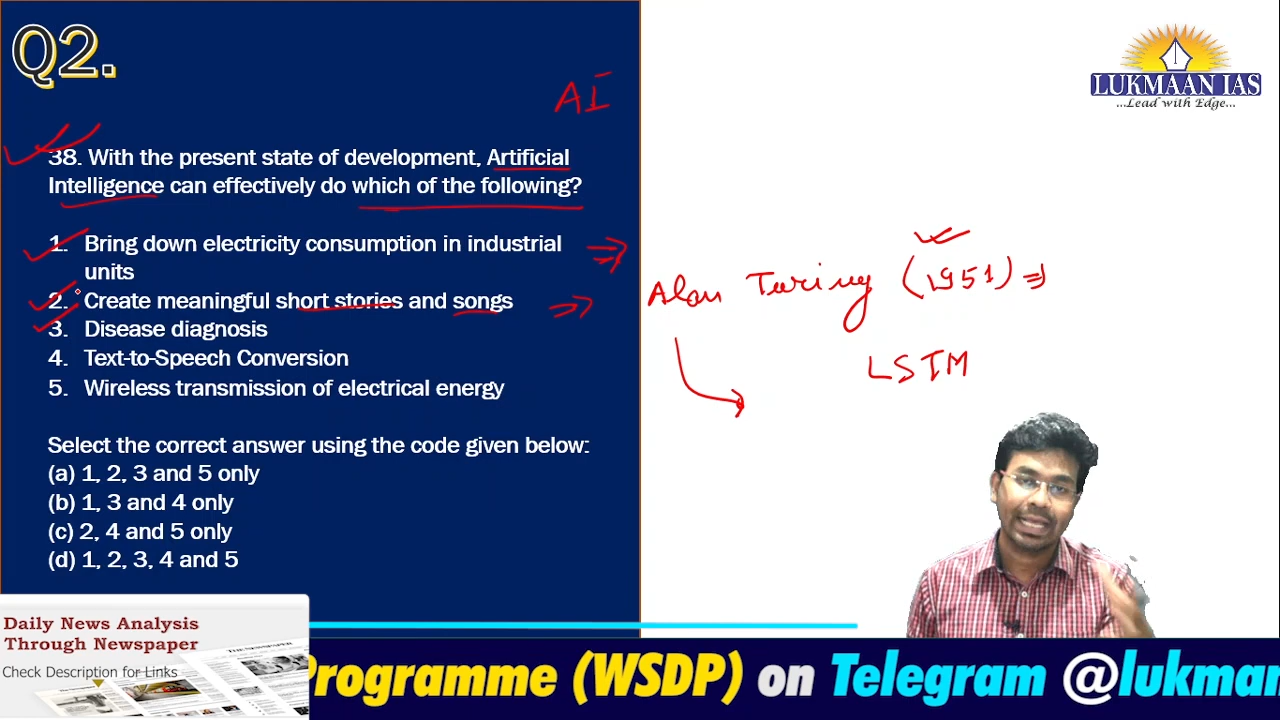 Q2.
AI
LUKMAAN IAS
...Lead with Edge...
38. With the present state of development, Artificial
Intelligence can effectively do which of the following?
1. Bring down electricity consumption in industrial
units
2. Create meaningful short stories and songs
3. Disease diagnosis
4. Text-to-Speech Conversion
5. Wireless transmission of electrical energy
Select the correct answer using the code given below:
(a) 1, 2, 3 and 5 only
(b) 1, 3 and 4 only
(c) 2, 4 and 5 only
(d) 1, 2, 3, 4 and 5
Alan Turing (1951)
LSTM
Daily News Analysis
Through Newspaper
Check Description for Links
Programme (WSDP) on Telegram @lukmar